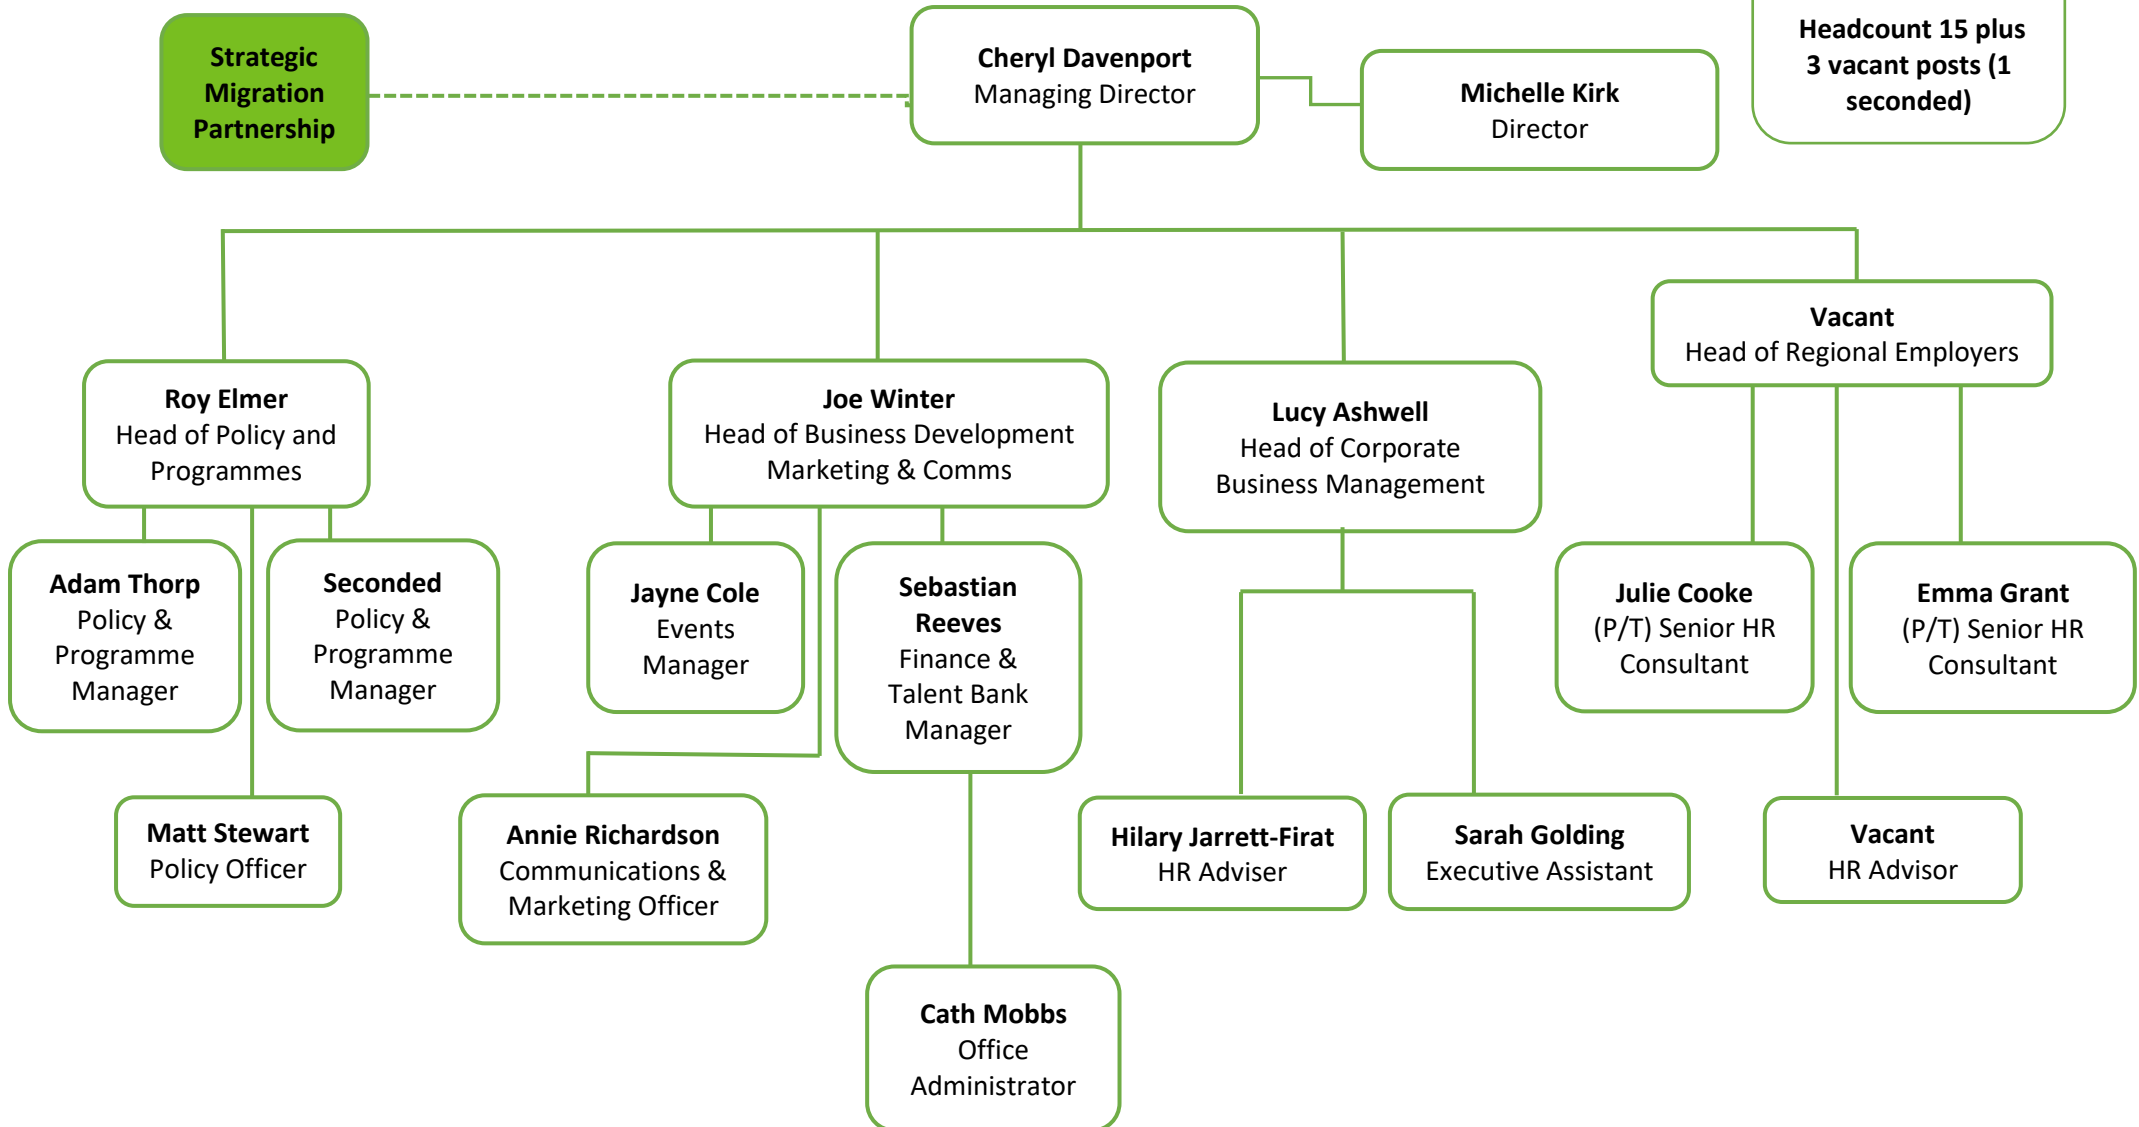 Strategic
Migration
Partnership
Cheryl Davenport
Managing Director
Michelle Kirk
Director
Headcount 15 plus
3 vacant posts (1
seconded)
Roy Elmer
Head of Policy and
Programmes
Joe Winter
Head of Business Development
Marketing & Comms
Lucy Ashwell
Head of Corporate
Business Management
Vacant
Head of Regional Employers
Adam Thorp
Policy &
Programme
Manager
Seconded
Policy &
Programme
Manager
Jayne Cole
Events
Manager
Sebastian
Reeves
Finance &
Talent Bank
Manager
Julie Cooke
(P/T) Senior HR
Consultant
Emma Grant
(P/T) Senior HR
Consultant
Matt Stewart
Policy Officer
Annie Richardson
Communications &
Marketing Officer
Hilary Jarrett-Firat
HR Adviser
Sarah Golding
Executive Assistant
Vacant
HR Advisor
Cath Mobbs
Office
Administrator